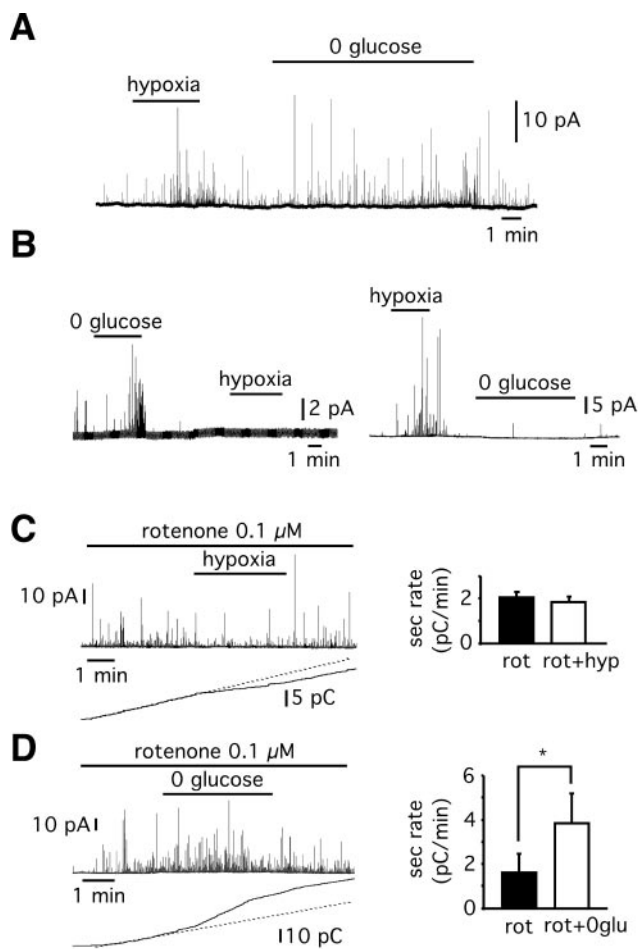 A
0 glucose
hypoxia
10 pA
1 min
B
0 glucose
hypoxia
2 pA
1 min
hypoxia
0 glucose
5 pA
1 min
C
rotenone 0.1 µM
hypoxia
10 pA
1 min
5 pC
sec rate
(pC/min)
2
0
rot rot+hyp
D
rotenone 0.1 µM
0 glucose
10 pA
1 min
10 pC
sec rate
(pC/min)
6
4
2
0
*
rot rot+0glu